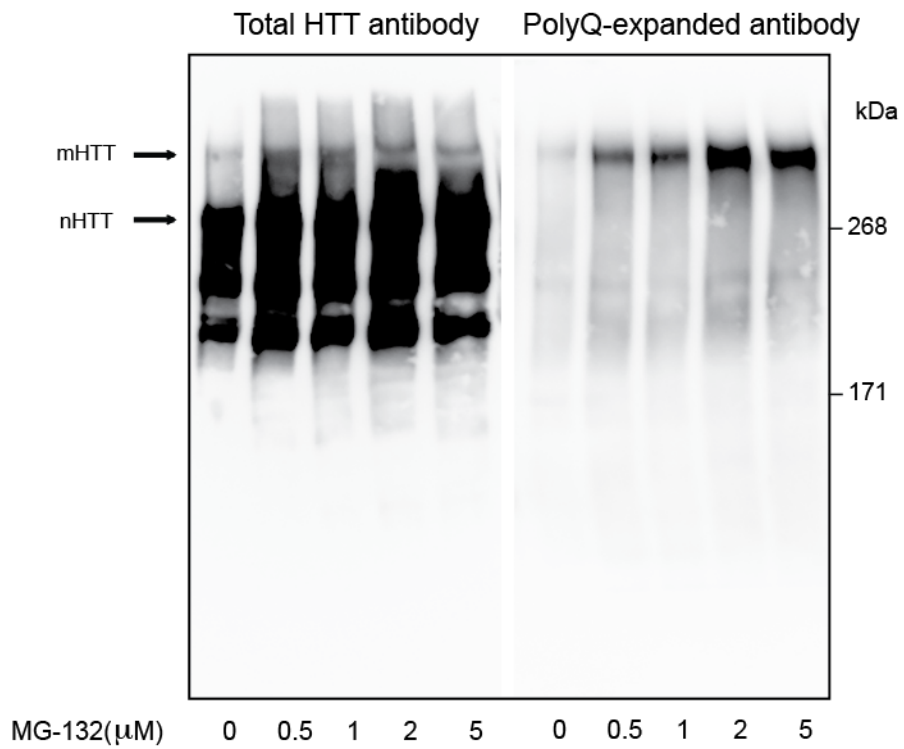 Total HTT antibody PolyQ-expanded antibody
kDa
mHTT
nHTT
268
171
MG-132(μM) 0 0.5 1 2 5 0 0.5 1 2 5